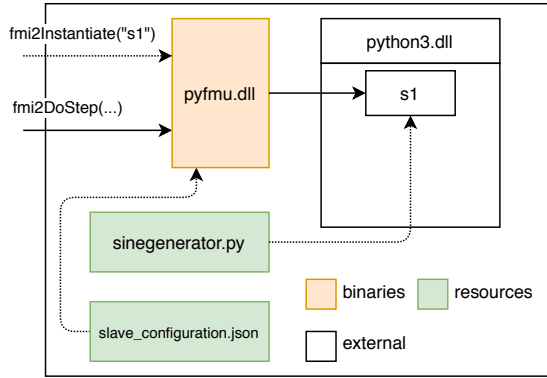 fmi2Instantiate("s1")
python3.dll
pyfmu.dll
s1
fmi2DoStep(...)
sinegenerator.py
binaries
resources
slave_configuration.json
external